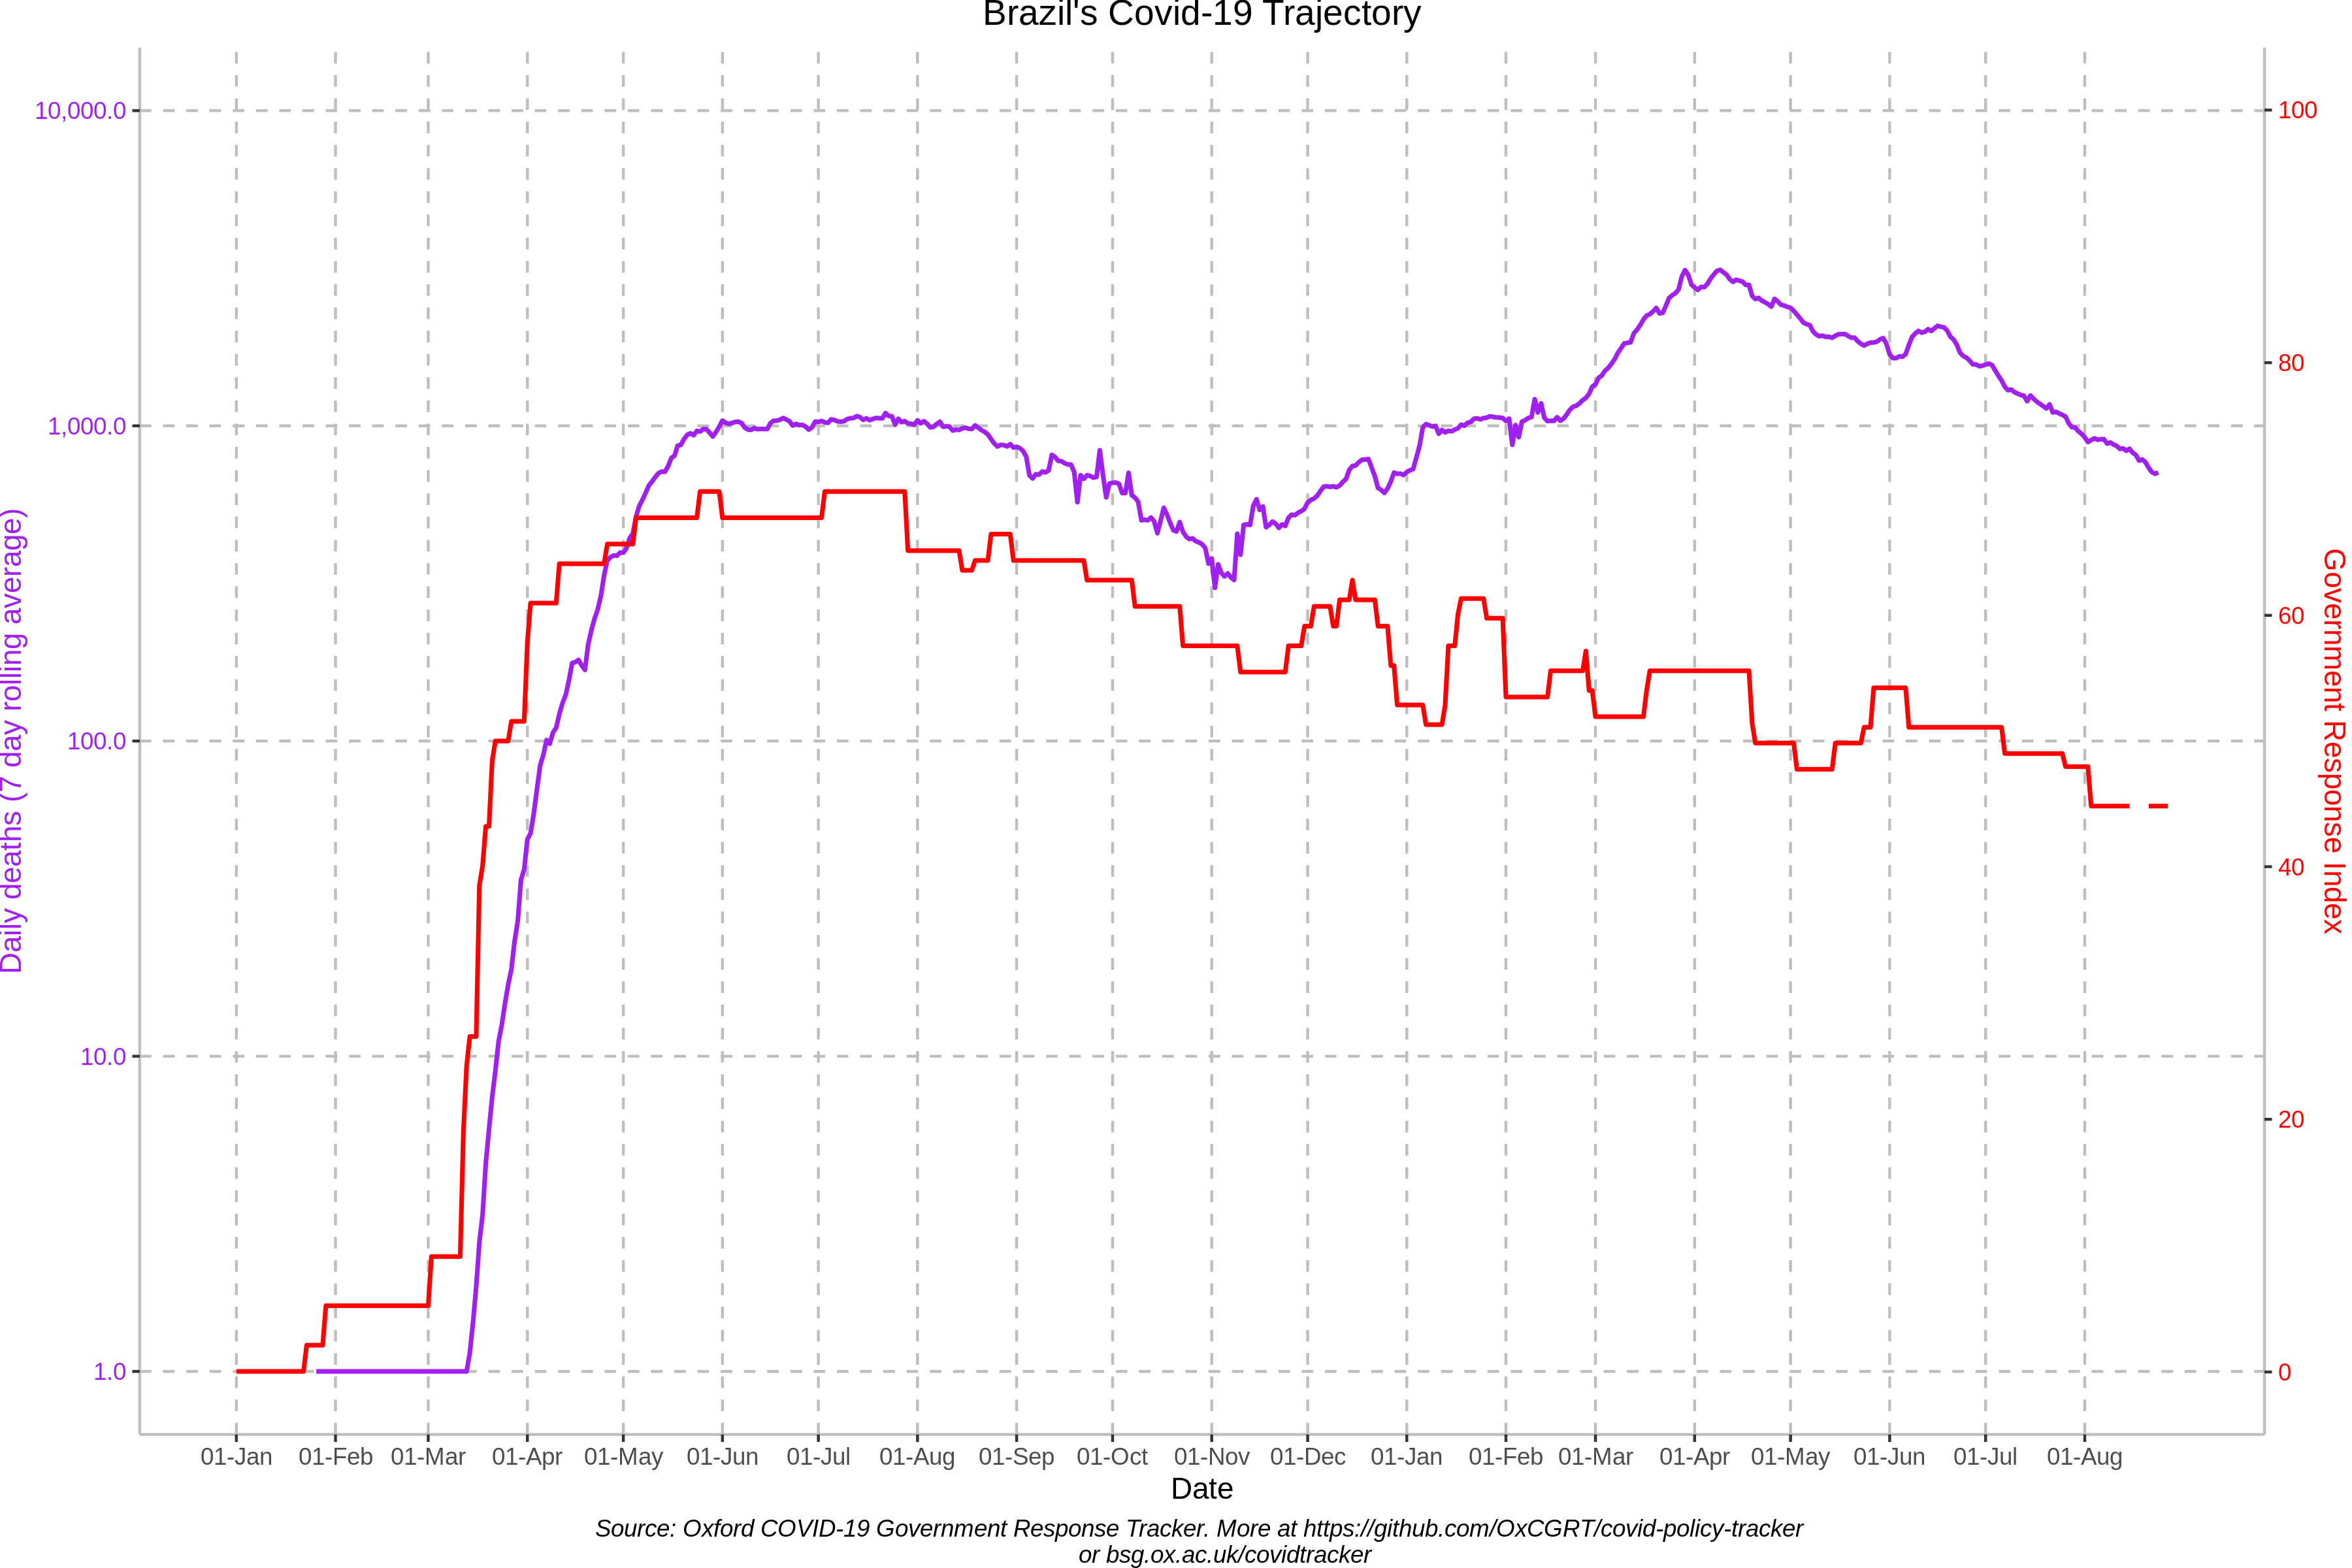 Brazil's Covid-19 Trajectory
10,000.0
1,000.0
100.0
10.0
1.0
Daily deaths (7 day rolling average)
100
80
60
40
20
0
Government Response Index
01-Jan 01-Feb 01-Mar 01-Apr 01-May 01-Jun 01-Jul 01-Aug 01-Sep 01-Oct 01-Nov 01-Dec 01-Jan 01-Feb 01-Mar 01-Apr 01-May 01-Jun 01-Jul 01-Aug
Date
Source: Oxford COVID-19 Government Response Tracker. More at https://github.com/OxCGRT/covid-policy-tracker
or bsg.ox.ac.uk/covidtracker